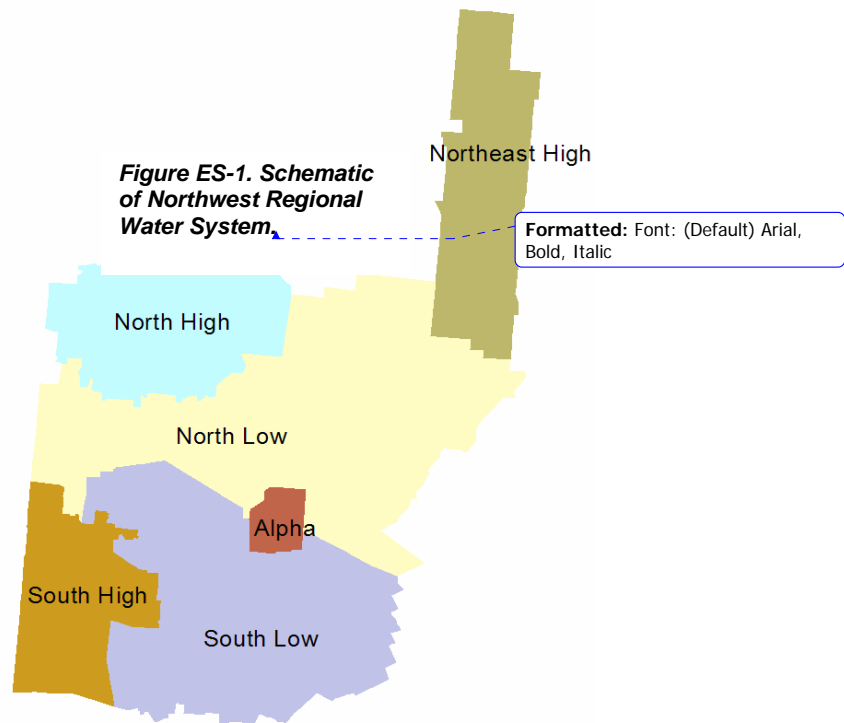 Northeast High
Figure ES-1. Schematic
of Northwest Regional
Water System.
Formatted: Font: (Default) Arial,
Bold, Italic
North High
North Low
Alpha
South High
South Low